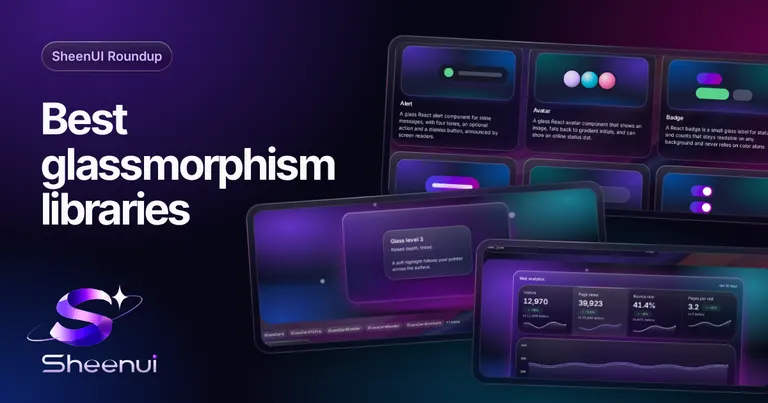 SheenUI Roundup
Best
glassmorphism
libraries
Sheenui
Alert
A glass React alert component for inline
messages, with four tones, an optional
action and a dismiss button, announced by
screen readers.
Avatar
A glass React avatar component that shows an
image, falls back to gradient initials, and can
show an online status dot.
Badge
A React badge is a small glass label for
and counts that stays readable on any
background and never relies on color alone.
Glass level 3
A soft highlight follows your pointer
across the surface.
Web analytics
last 30 days
Visitors
12,970
Page views
39,923
Bounce rate
41.4%
Pages per visit
3.2